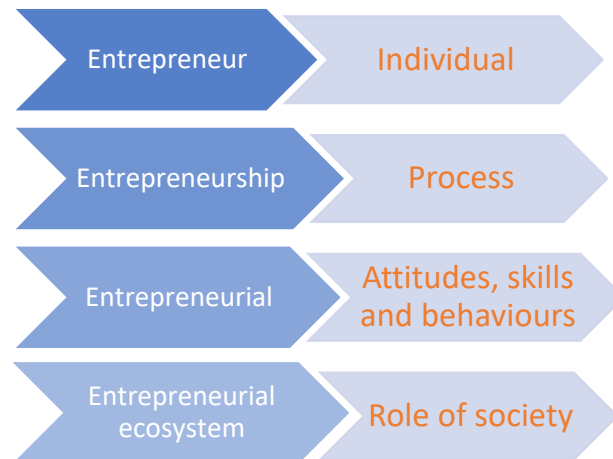 Entrepreneur
Individual
Entrepreneurship
Process
Entrepreneurial
Attitudes, skills
and behaviours
Entrepreneurial
ecosystem
Role of society